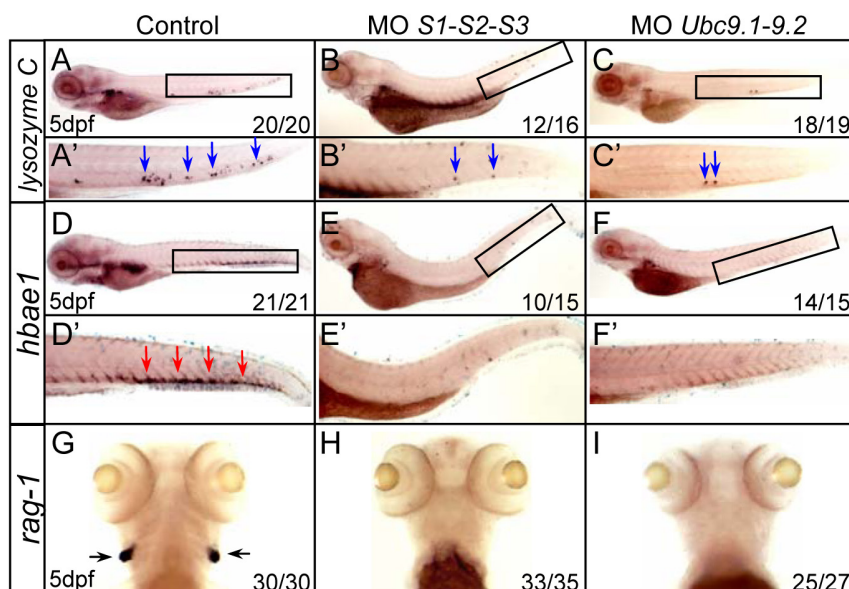 Control MO S1-S2-S3 MO Ubc9.1-9.2
lysozyme C
A B C
5dpf 20/20 12/16 18/19
A' B' C'
hbae1
D E F
5dpf 21/21 10/15 14/15
D' E' F'
rag-1
G H I
5dpf 30/30 33/35 25/27